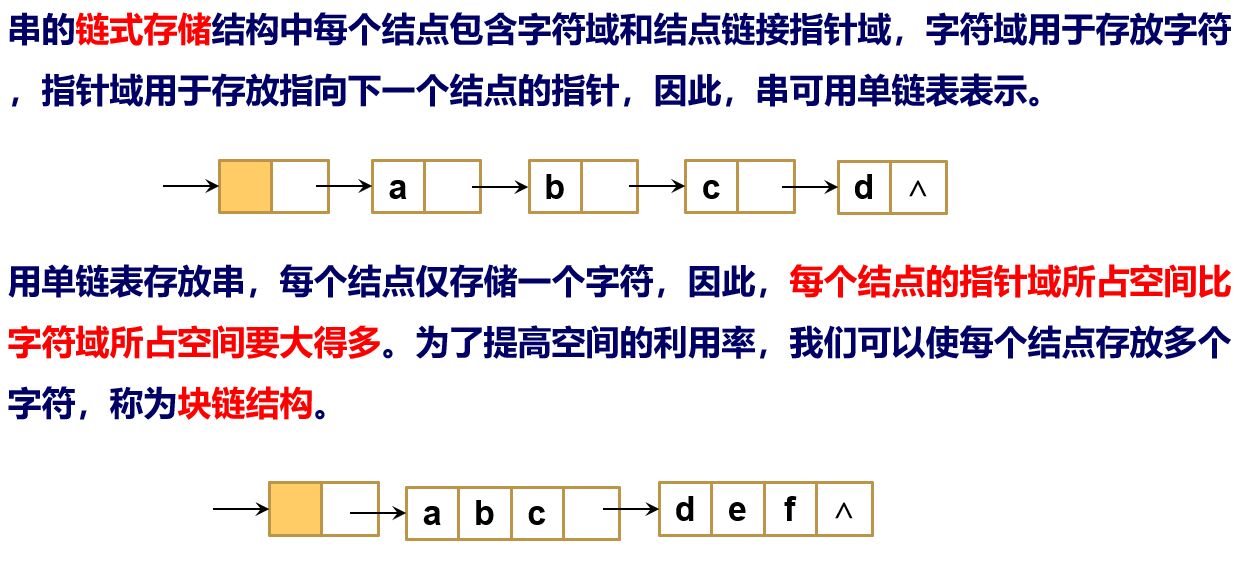 串的链式存储结构中每个结点包含字符域和结点链接指针域，字符域用于存放字符
，指针域用于存放指向下一个结点的指针，因此，串可用单链表表示。
a b c d ∧
用单链表存放串，每个结点仅存储一个字符，因此，每个结点的指针域所占空间比
字符域所占空间要大得多。为了提高空间的利用率，我们可以使每个结点存放多个
字符，称为块链结构。
a b c d e f ∧